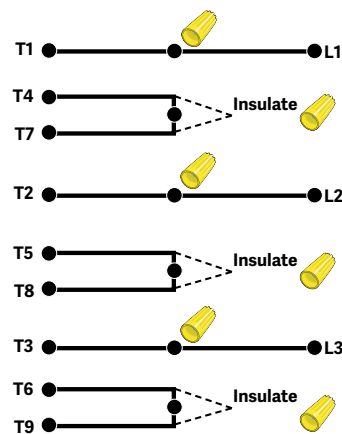 T1 L1
T4 Insulate
T7
T2 L2
T5 Insulate
T8
T3 L3
T6 Insulate
T9